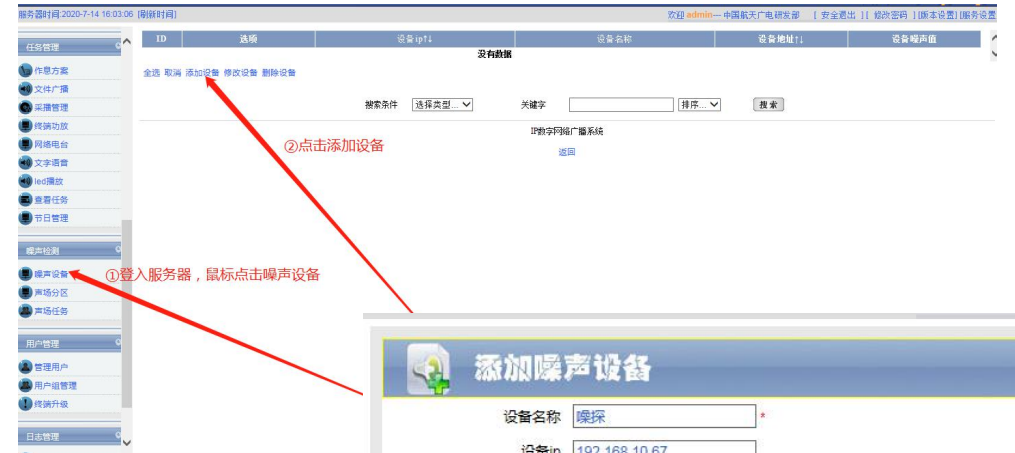 服务器时间:2020-7-14 16:03:06 [刷新时间]
欢迎 admin— 中国航天广电研发部 [ 安全退出 ] [ 修改密码 ] [版本设置] [服务设置
任务管理
作息方案
文件广播
采播管理
终端功放
网络电台
文字语音
led播放
查看任务
节日管理
噪声检测
噪声设备
声场分区
声场任务
用户管理
管理用户
用户组管理
终端升级
日志管理
ID 选项 设备ip↑↓ 设备名称 设备地址↑↓ 设备噪声值
没有数据
全选 取消 添加设备 修改设备 删除设备
搜索条件 选择类型... 关键字 排序... 搜索
IP数字网络广播系统
返回
②点击添加设备
①登入服务器，鼠标点击噪声设备
添加噪声设备
设备名称 噪探 *
设备ip 192.168.10.67